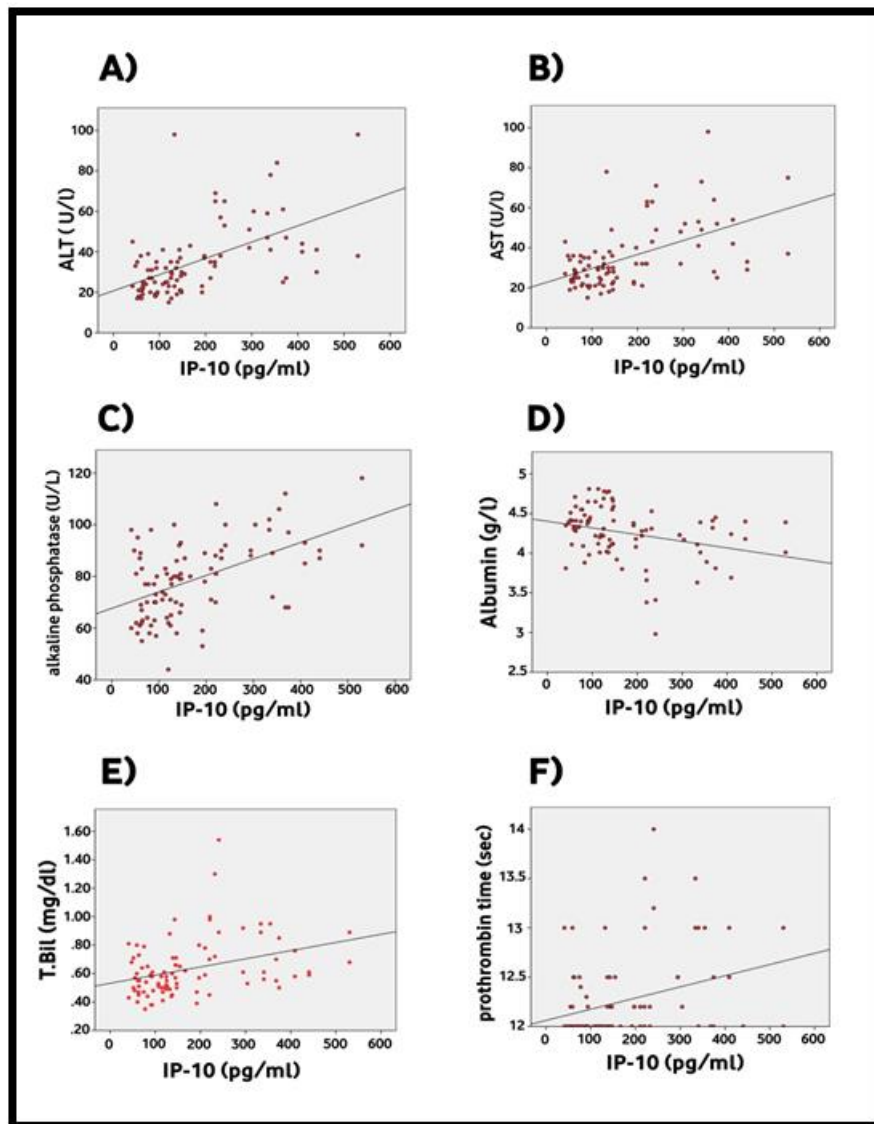 A)
B)
ALT ( U/l )
100
80
60
40
20
0
0 100 200 300 400 500 600
IP-10 (pg/ml)
AST (U/l )
100
80
60
40
20
0
0 100 200 300 400 500 600
IP-10 (pg/ml)
C)
D)
alkaline phosphatase (U/L)
120
100
80
60
40
0 100 200 300 400 500 600
IP-10 (pg/ml)
Albumin (g/l)
5
4.5
4
3.5
3
2.5
0 100 200 300 400 500 600
IP-10 (pg/ml)
E)
F)
T.Bil (mg/dl)
1.60
1.40
1.20
1.00
.80
.60
.40
.20
0 100 200 300 400 500 600
IP-10 (pg/ml)
prothrombin time (sec)
14
13.5
13
12.5
12
0 100 200 300 400 500 600
IP-10 (pg/ml)